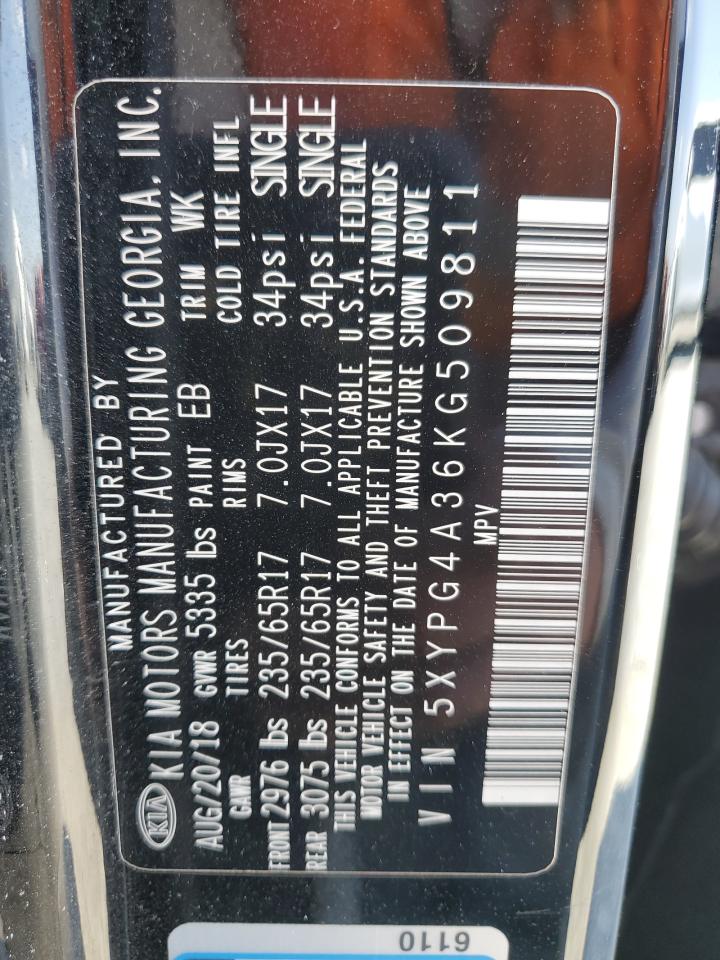 MANUFACTURED BY
KIA KIA MOTORS MANUFACTURING GEORGIA, INC.
AUG/20/18 GVWR 5335 lbs PAINT EB TRIM WK
GAWR TIRES RIMS COLD TIRE INFL
FRONT 2976 lbs 235/65R17 7.0JX17 34psi SINGLE
REAR 3075 lbs 235/65R17 7.0JX17 34psi SINGLE
THIS VEHICLE CONFORMS TO ALL APPLICABLE U.S.A. FEDERAL
MOTOR VEHICLE SAFETY AND THEFT PREVENTION STANDARDS
IN EFFECT ON THE DATE OF MANUFACTURE SHOWN ABOVE
VIN 5XYPG4A36KG509811
MPV
6110